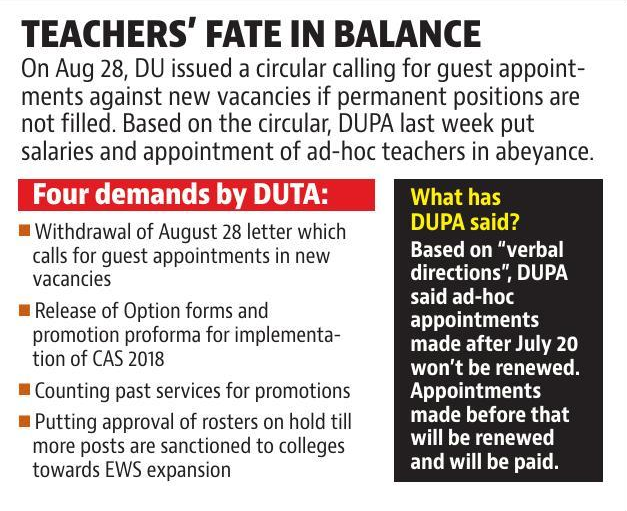 TEACHERS’ FATE IN BALANCE
On Aug 28, DU issued a circular calling for guest appoint-
ments against new vacancies if permanent positions are
not filled. Based on the circular, DUPA last week put
salaries and appointment of ad-hoc teachers in abeyance.
Four demands by DUTA:
Withdrawal of August 28 letter which
calls for guest appointments in new
vacancies
Release of Option forms and
promotion proforma for implementa-
tion of CAS 2018
Counting past services for promotions
Putting approval of rosters on hold till
more posts are sanctioned to colleges
towards EWS expansion
What has
DUPA said?
Based on “verbal
directions”, DUPA
said ad-hoc
appointments
made after July 20
won’t be renewed.
Appointments
made before that
will be renewed
and will be paid.